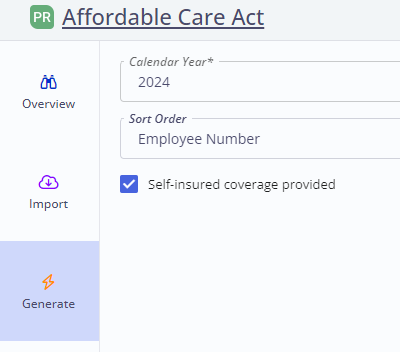 PR Affordable Care Act
Calendar Year*
2024
Sort Order
Employee Number
Self-insured coverage provided
Overview
Import
Generate